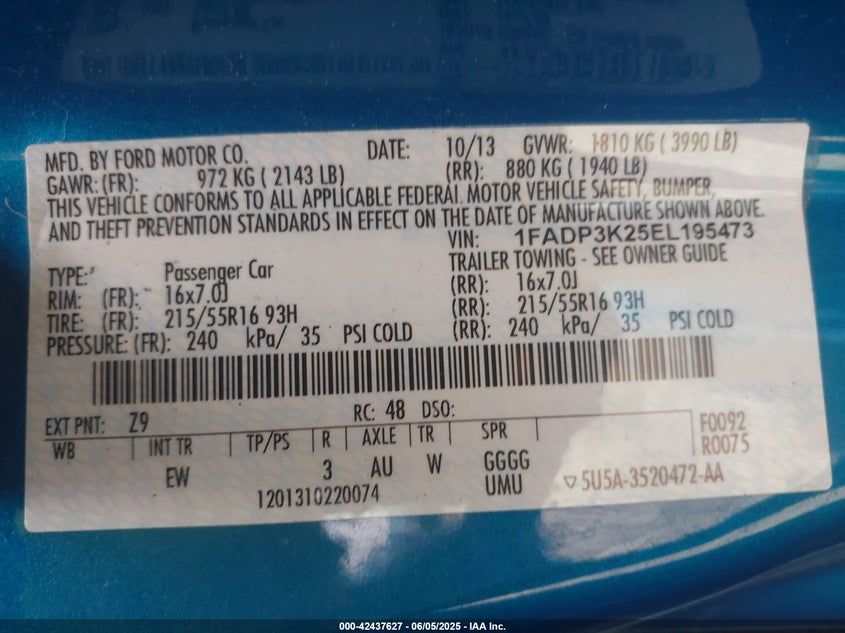 MFD. BY FORD MOTOR CO. DATE: 10/13 GVWR: 1810 KG ( 3990 LB)
GAWR: (FR): 972 KG ( 2143 LB) (RR): 880 KG ( 1940 LB)
THIS VEHICLE CONFORMS TO ALL APPLICABLE FEDERAL MOTOR VEHICLE SAFETY, BUMPER,
AND THEFT PREVENTION STANDARDS IN EFFECT ON THE DATE OF MANUFACTURE SHOWN ABOVE.
VIN: 1FADP3K25EL195473
TYPE: Passenger Car TRAILER TOWING - SEE OWNER GUIDE
RIM: (FR): 16x7.0J (RR): 16x7.0J
TIRE: (FR): 215/55R16 93H (RR): 215/55R16 93H
PRESSURE: (FR): 240 kPa/ 35 PSI COLD (RR): 240 kPa/ 35 PSI COLD
EXT PNT: Z9 RC: 48 DSO: F0092
WB INT TR TP/PS R AXLE TR SPR R0075
EW 3 AU W GGGG
UMU
1201310220074 ▽5U5A-3520472-AA
000-42437627 - 06/05/2025 - IAA Inc.